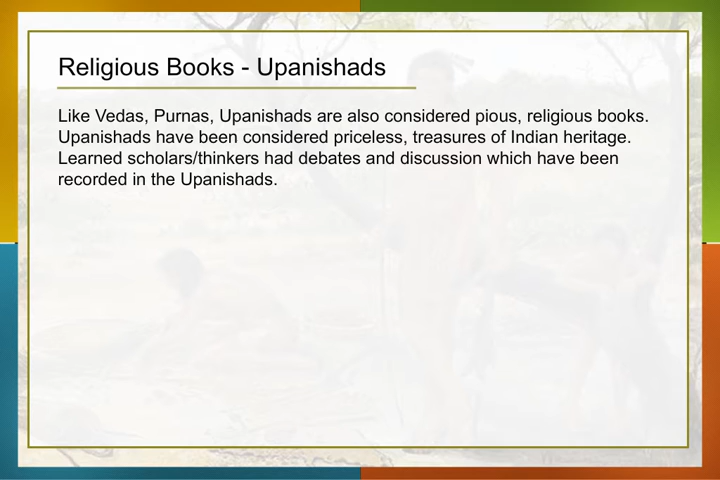 Religious Books - Upanishads
Like Vedas, Purnas, Upanishads are also considered pious, religious books.
Upanishads have been considered priceless, treasures of Indian heritage.
Learned scholars/thinkers had debates and discussion which have been
recorded in the Upanishads.